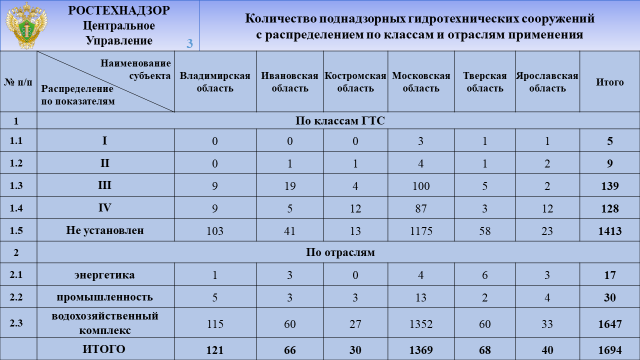 РОСТЕХНАДЗОР
Центральное
Управление
3
Количество поднадзорных гидротехнических сооружений
с распределением по классам и отраслям применения
№ п/п
Наименование
субъекта
Распределение
по показателям
Владимирская
область
Ивановская
область
Костромская
область
Московская
область
Тверская
область
Ярославская
область
Итого
1 По классам ГТС
1.1 I 0 0 0 3 1 1 5
1.2 II 0 1 1 4 1 2 9
1.3 III 9 19 4 100 5 2 139
1.4 IV 9 5 12 87 3 12 128
1.5 Не установлен 103 41 13 1175 58 23 1413
2 По отраслям
2.1 энергетика 1 3 0 4 6 3 17
2.2 промышленность 5 3 3 13 2 4 30
2.3 водохозяйственный
комплекс 115 60 27 1352 60 33 1647
ИТОГО 121 66 30 1369 68 40 1694